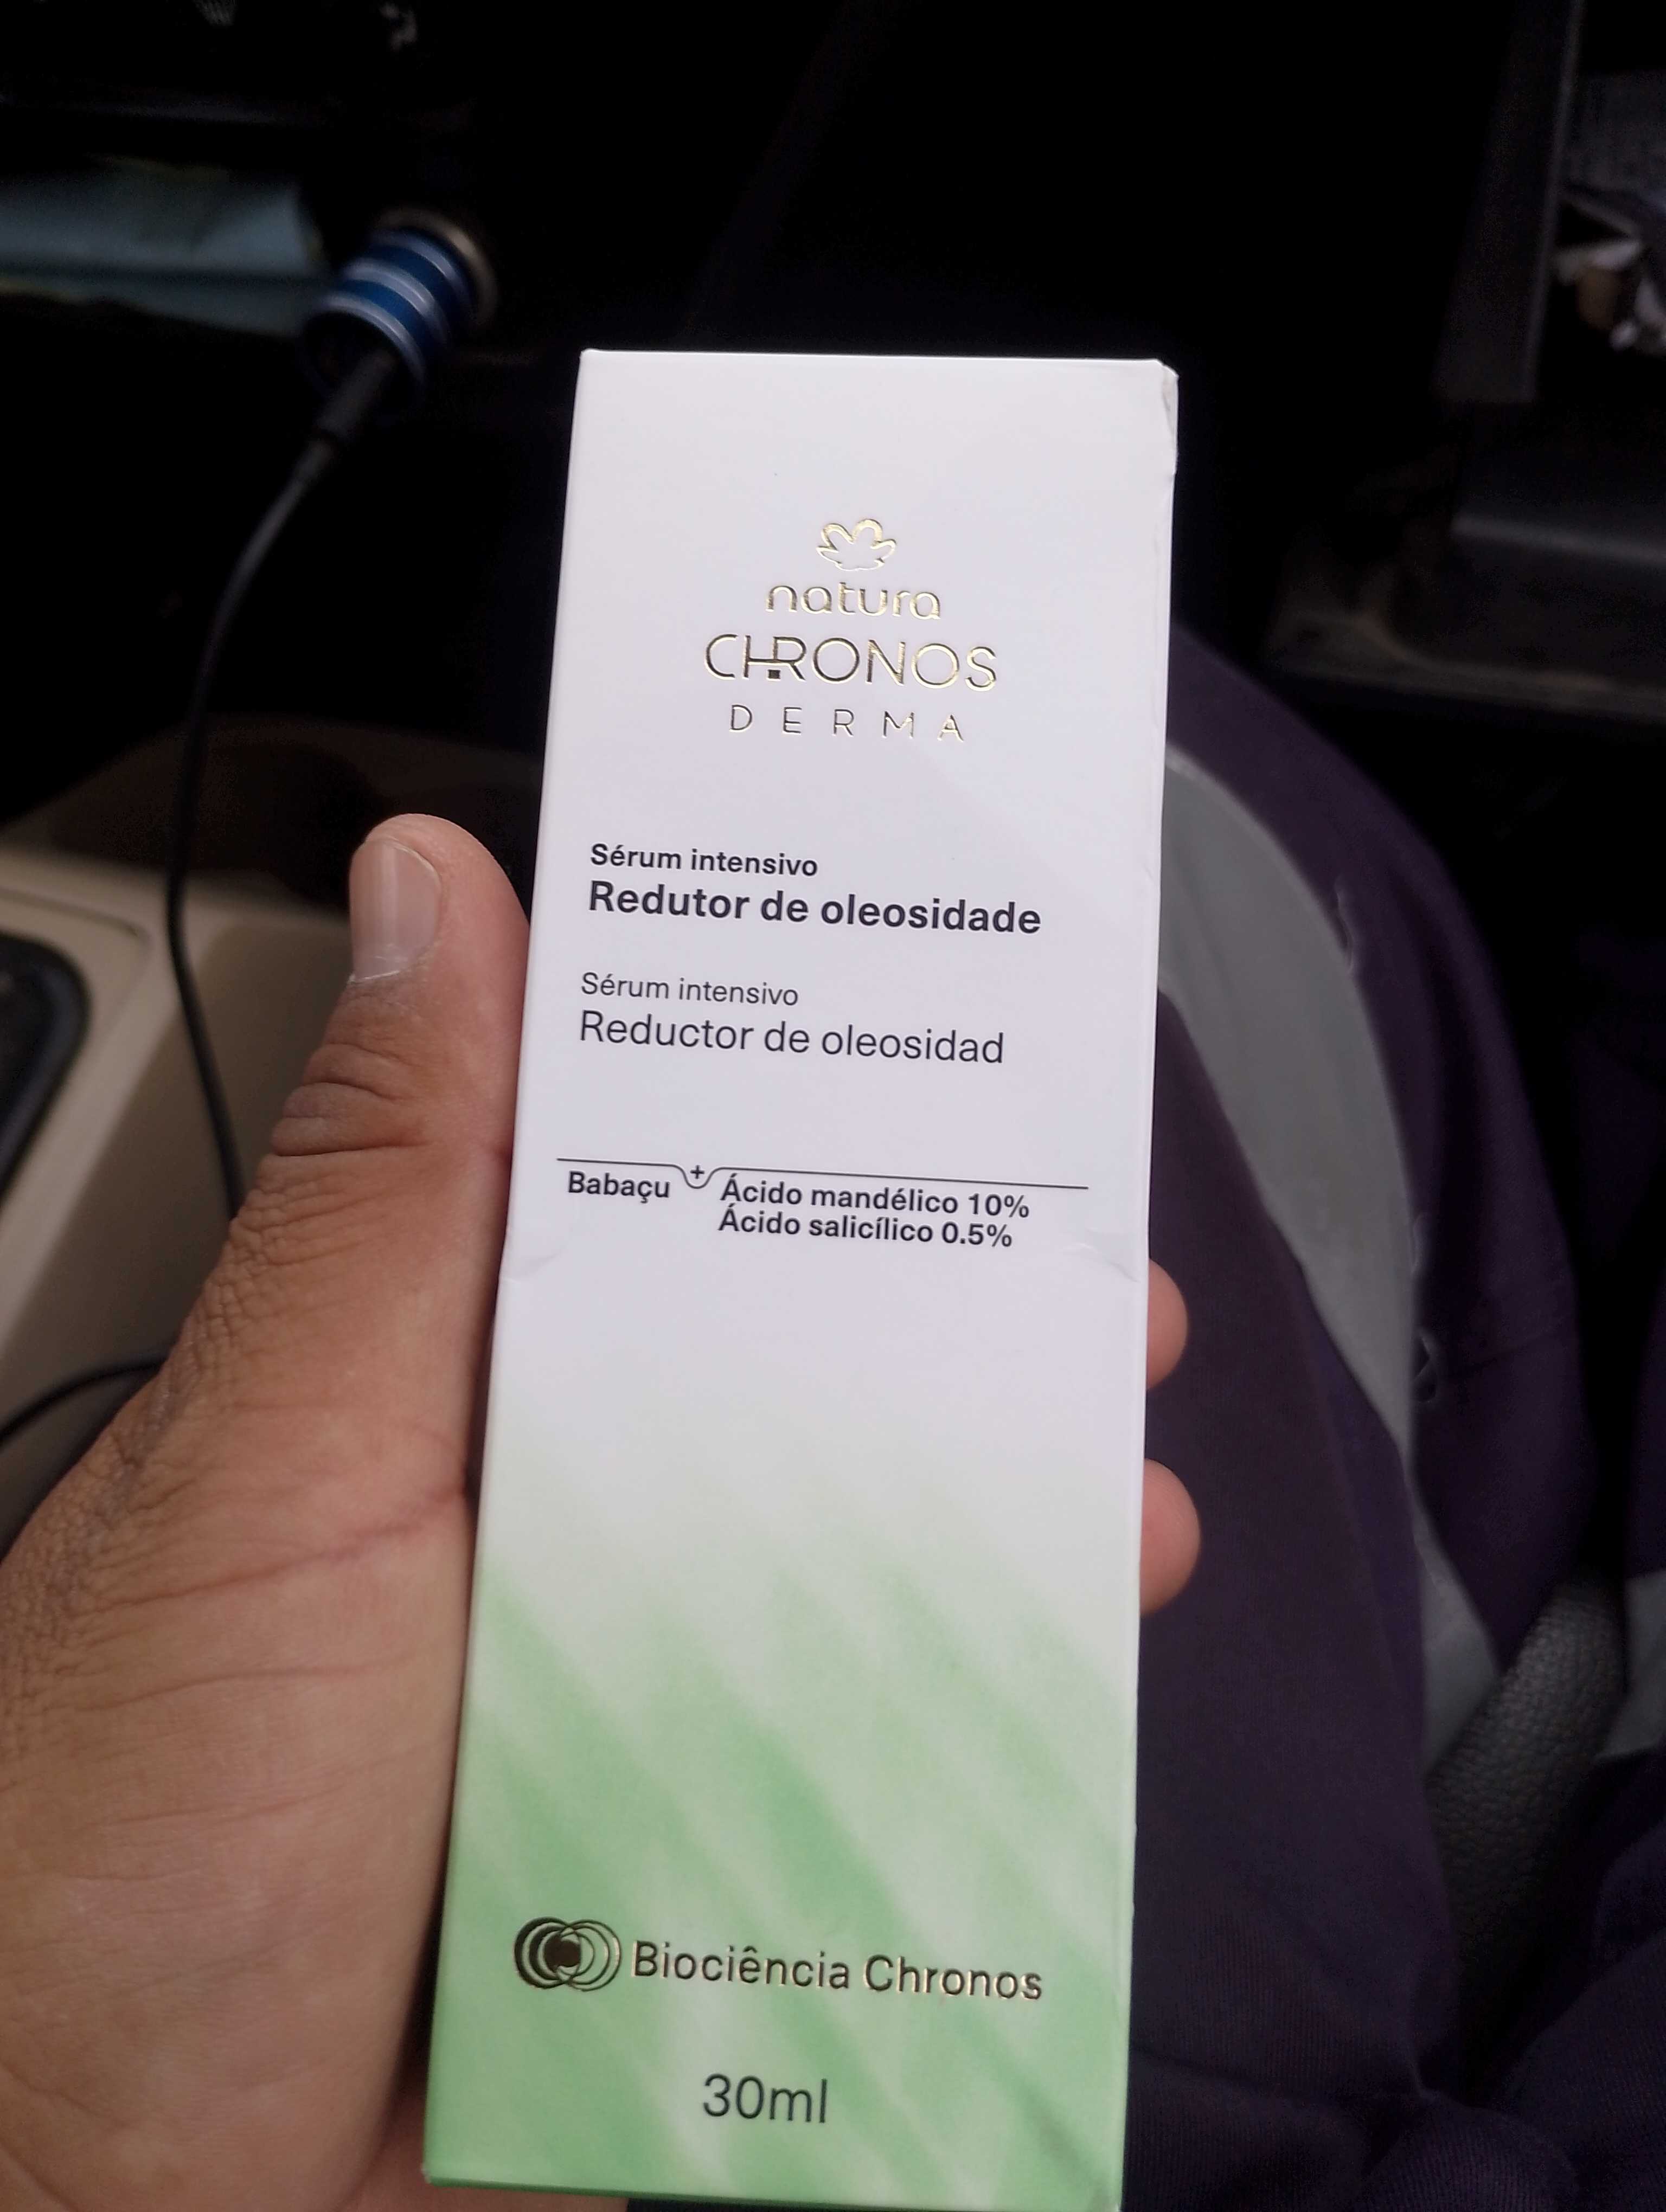 natura
CHRONOS
DERMA
Sérum intensivo
Redutor de oleosidade
Sérum intensivo
Reductor de oleosidad
Babaçu + Ácido mandélico 10%
Ácido salicílico 0.5%
Biociência Chronos
30ml